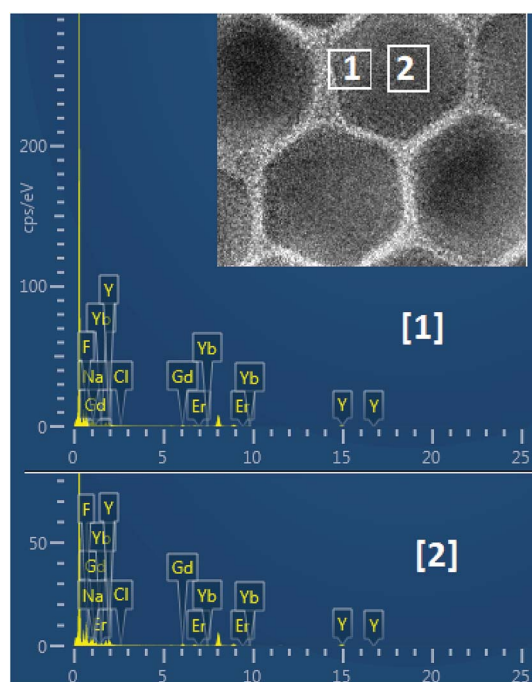 1 2
200
cps/eV
100
0
Y
Yb
F
Na
Cl
Gd
Gd
Yb
Er
Yb
Er
Y
Y
[1]
0 5 10 15 20 25
50
0
F
Y
Yb
Gd
Na
Cl
Er
Gd
Yb
Er
Yb
Er
Y
Y
[2]
0 5 10 15 20 25